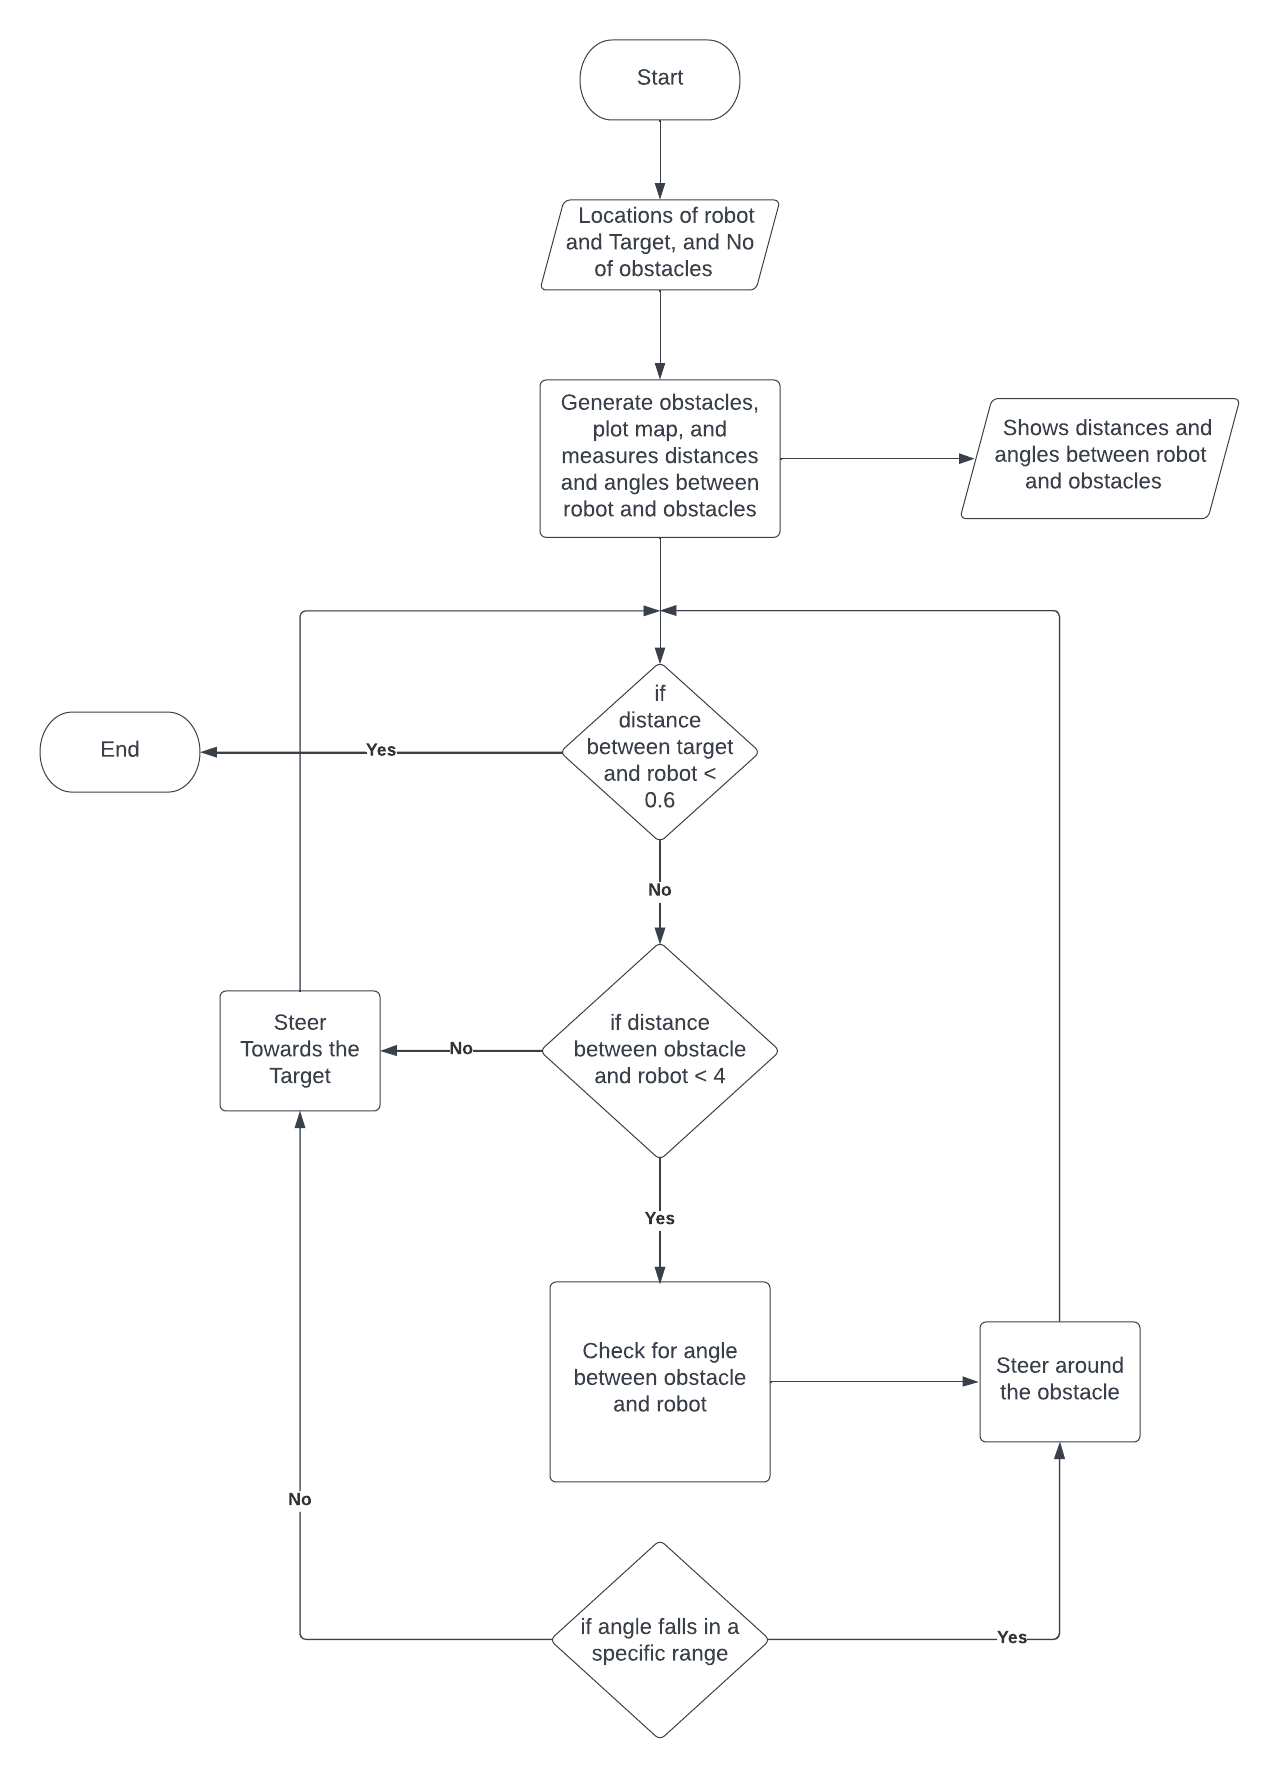 Start
Locations of robot
and Target, and No
of obstacles
Generate obstacles,
plot map, and
measures distances
and angles between
robot and obstacles
Shows distances and
angles between robot
and obstacles
if
distance
between target
and robot <
0.6
Yes
End
No
if distance
between obstacle
and robot < 4
No
Steer
Towards the
Target
Yes
Check for angle
between obstacle
and robot
Steer around
the obstacle
No
if angle falls in a
specific range
Yes